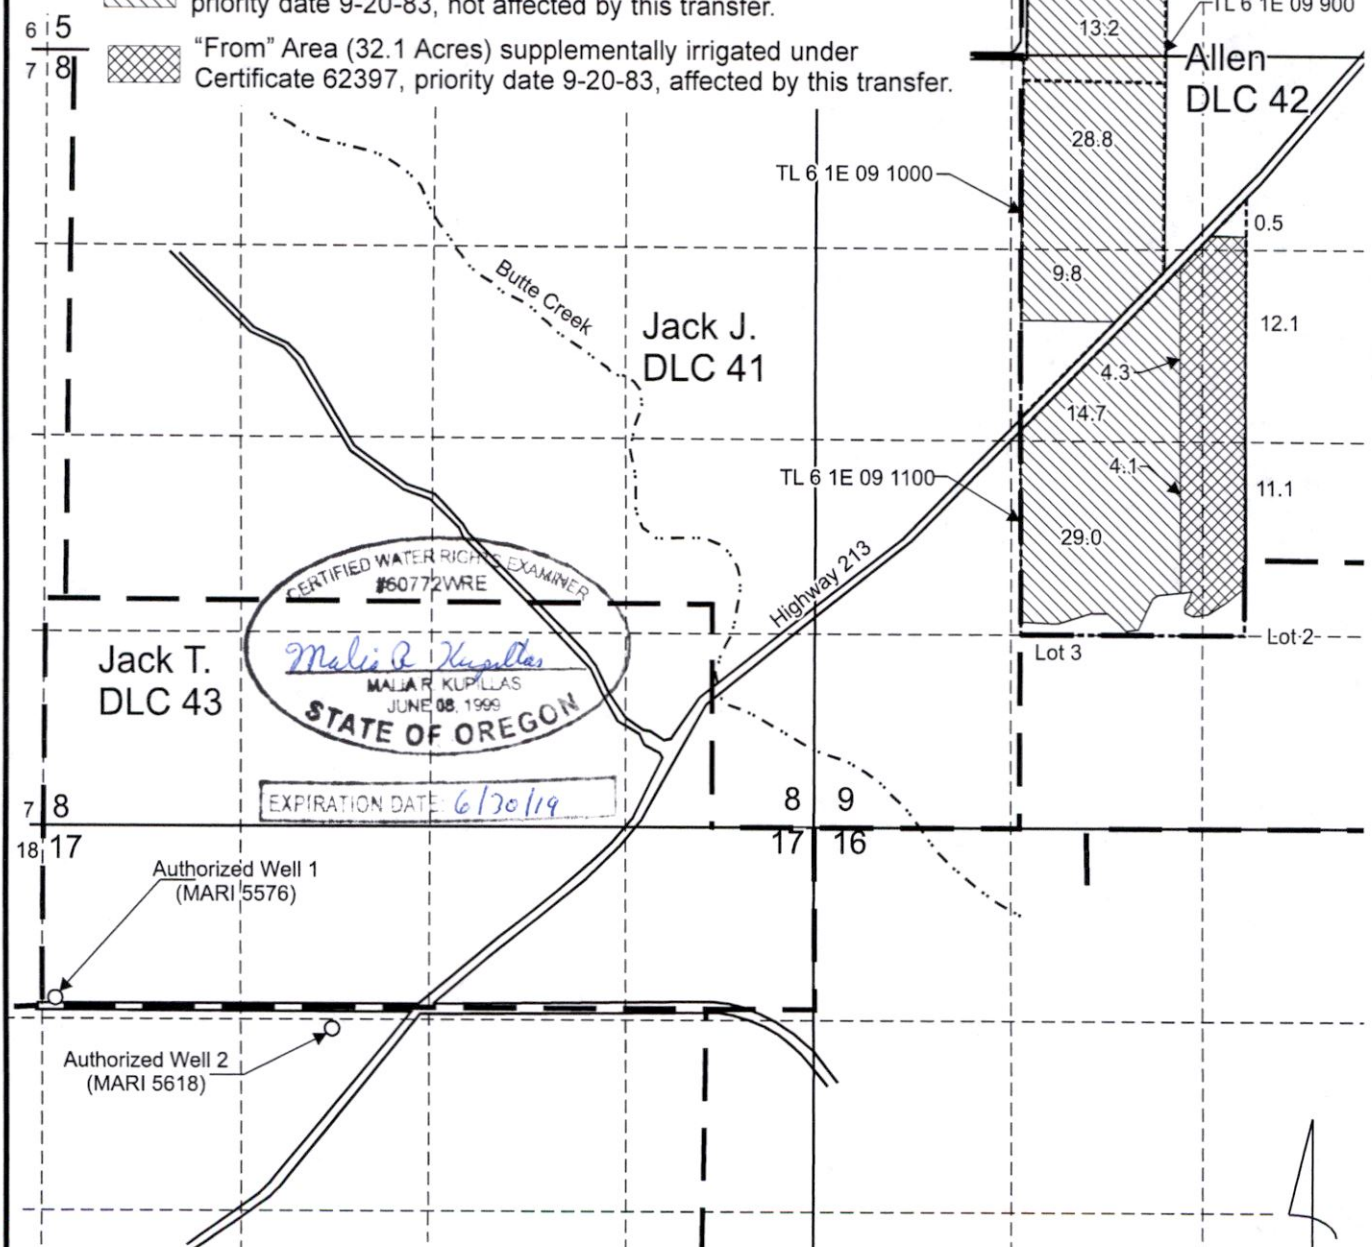 priority date 9-20-83, not affected by this transfer.
"From" Area (32.1 Acres) supplementally irrigated under
Certificate 62397, priority date 9-20-83, affected by this transfer.
6 5
7 8
13.2
TL 6 1E 09 900
Allen
DLC 42
28.8
TL 6 1E 09 1000
0.5
9.8
Butte Creek
Jack J.
DLC 41
12.1
4.3
14.7
4.1
TL 6 1E 09 1100
11.1
29.0
Highway 213
CERTIFIED WATER RIGHTS EXAMINER
#60772WRE
Malia R Kupillas
MALIA R. KUPILLAS
JUNE 08, 1999
STATE OF OREGON
Jack T.
DLC 43
Lot 3
Lot 2
EXPIRATION DATE: 6/30/19
7 8
18 17
8 9
17 16
Authorized Well 1
(MARI 5576)
Authorized Well 2
(MARI 5618)